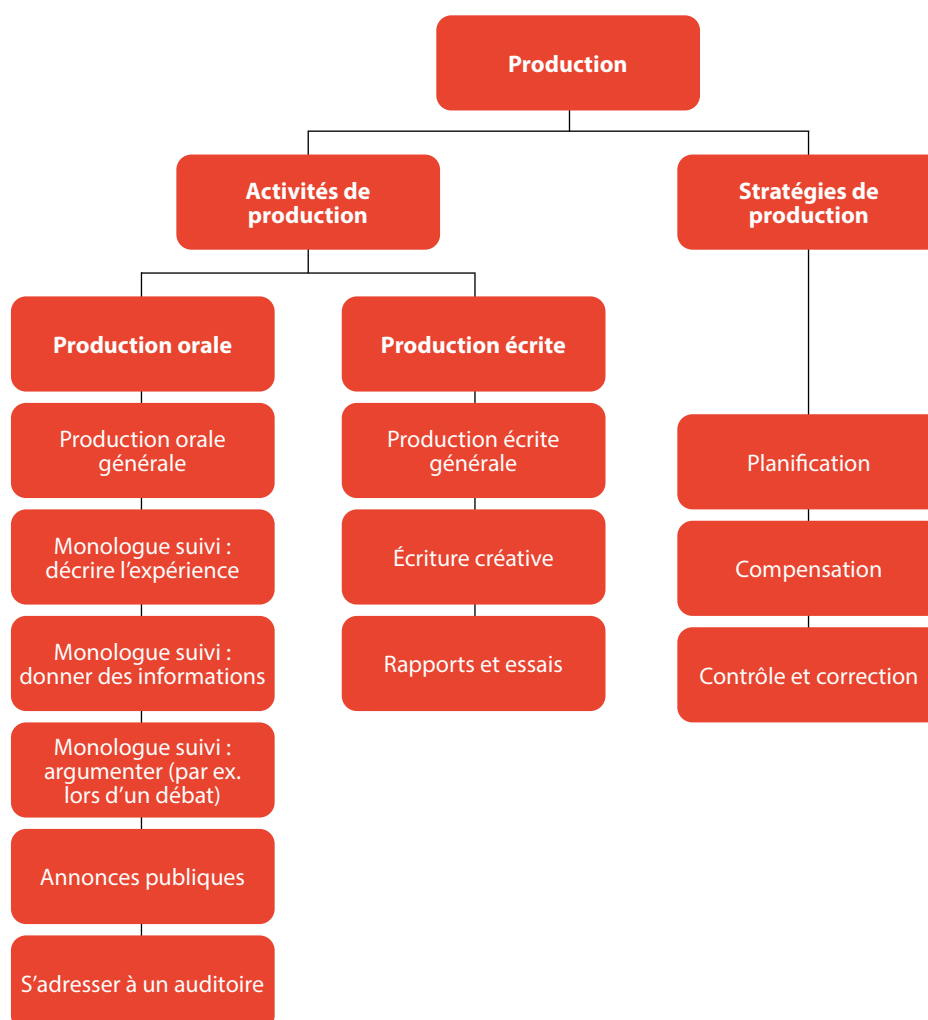 Production
Activités de
production
Stratégies de
production
Production orale
Production écrite
Production orale
générale
Production écrite
générale
Planification
Monologue suivi :
décrire l’expérience
Écriture créative
Compensation
Monologue suivi :
donner des informations
Rapports et essais
Contrôle et correction
Monologue suivi :
argumenter (par ex.
lors d’un débat)
Annonces publiques
S’adresser à un auditoire